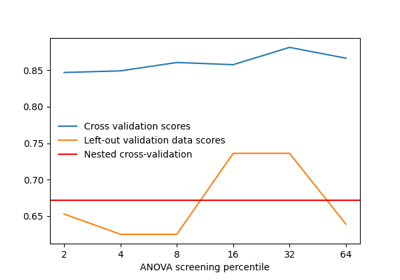 0.85
0.80
0.75
0.70
0.65
Cross validation scores
Left-out validation data scores
Nested cross-validation
2 4 8 16 32 64
ANOVA screening percentile